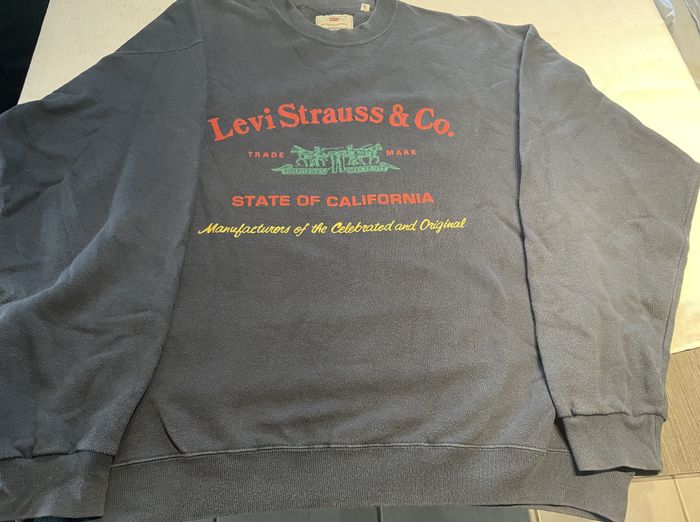 Levi Strauss & Co.
TRADE MARK
STATE OF CALIFORNIA
Manufacturers of the Celebrated and Original